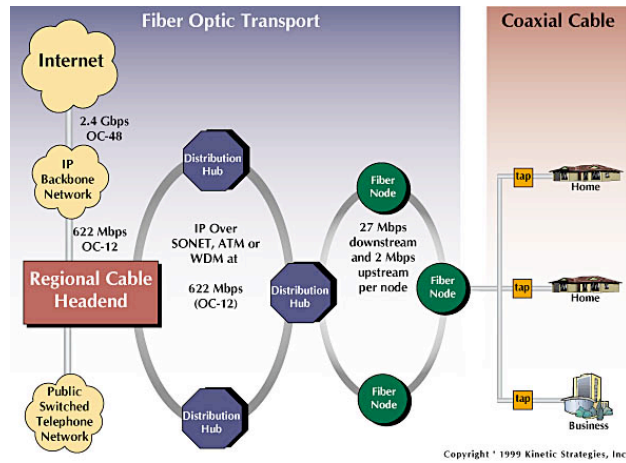 Fiber Optic Transport
Coaxial Cable
Internet
2.4 Gbps
OC-48
IP
Backbone
Network
622 Mbps
OC-12
Regional Cable
Headend
Public
Switched
Telephone
Network
Distribution
Hub
IP Over
SONET, ATM or
WDM at
622 Mbps
(OC-12)
Distribution
Hub
Distribution
Hub
Fiber
Node
27 Mbps
downstream
and 2 Mbps
upstream
per node
Fiber
Node
Fiber
Node
tap
Home
tap
Home
tap
Business
Copyright ' 1999 Kinetic Strategies, Inc